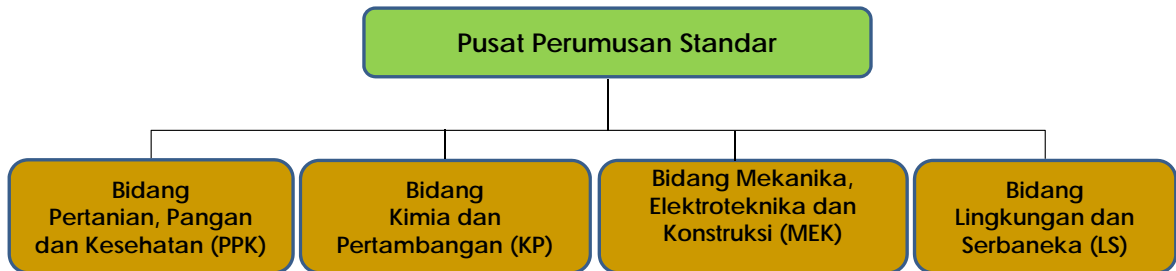 Pusat Perumusan Standar
Bidang
Pertanian, Pangan
dan Kesehatan (PPK)
Bidang
Kimia dan
Pertambangan (KP)
Bidang Mekanika,
Elektroteknika dan
Konstruksi (MEK)
Bidang
Lingkungan dan
Serbaneka (LS)